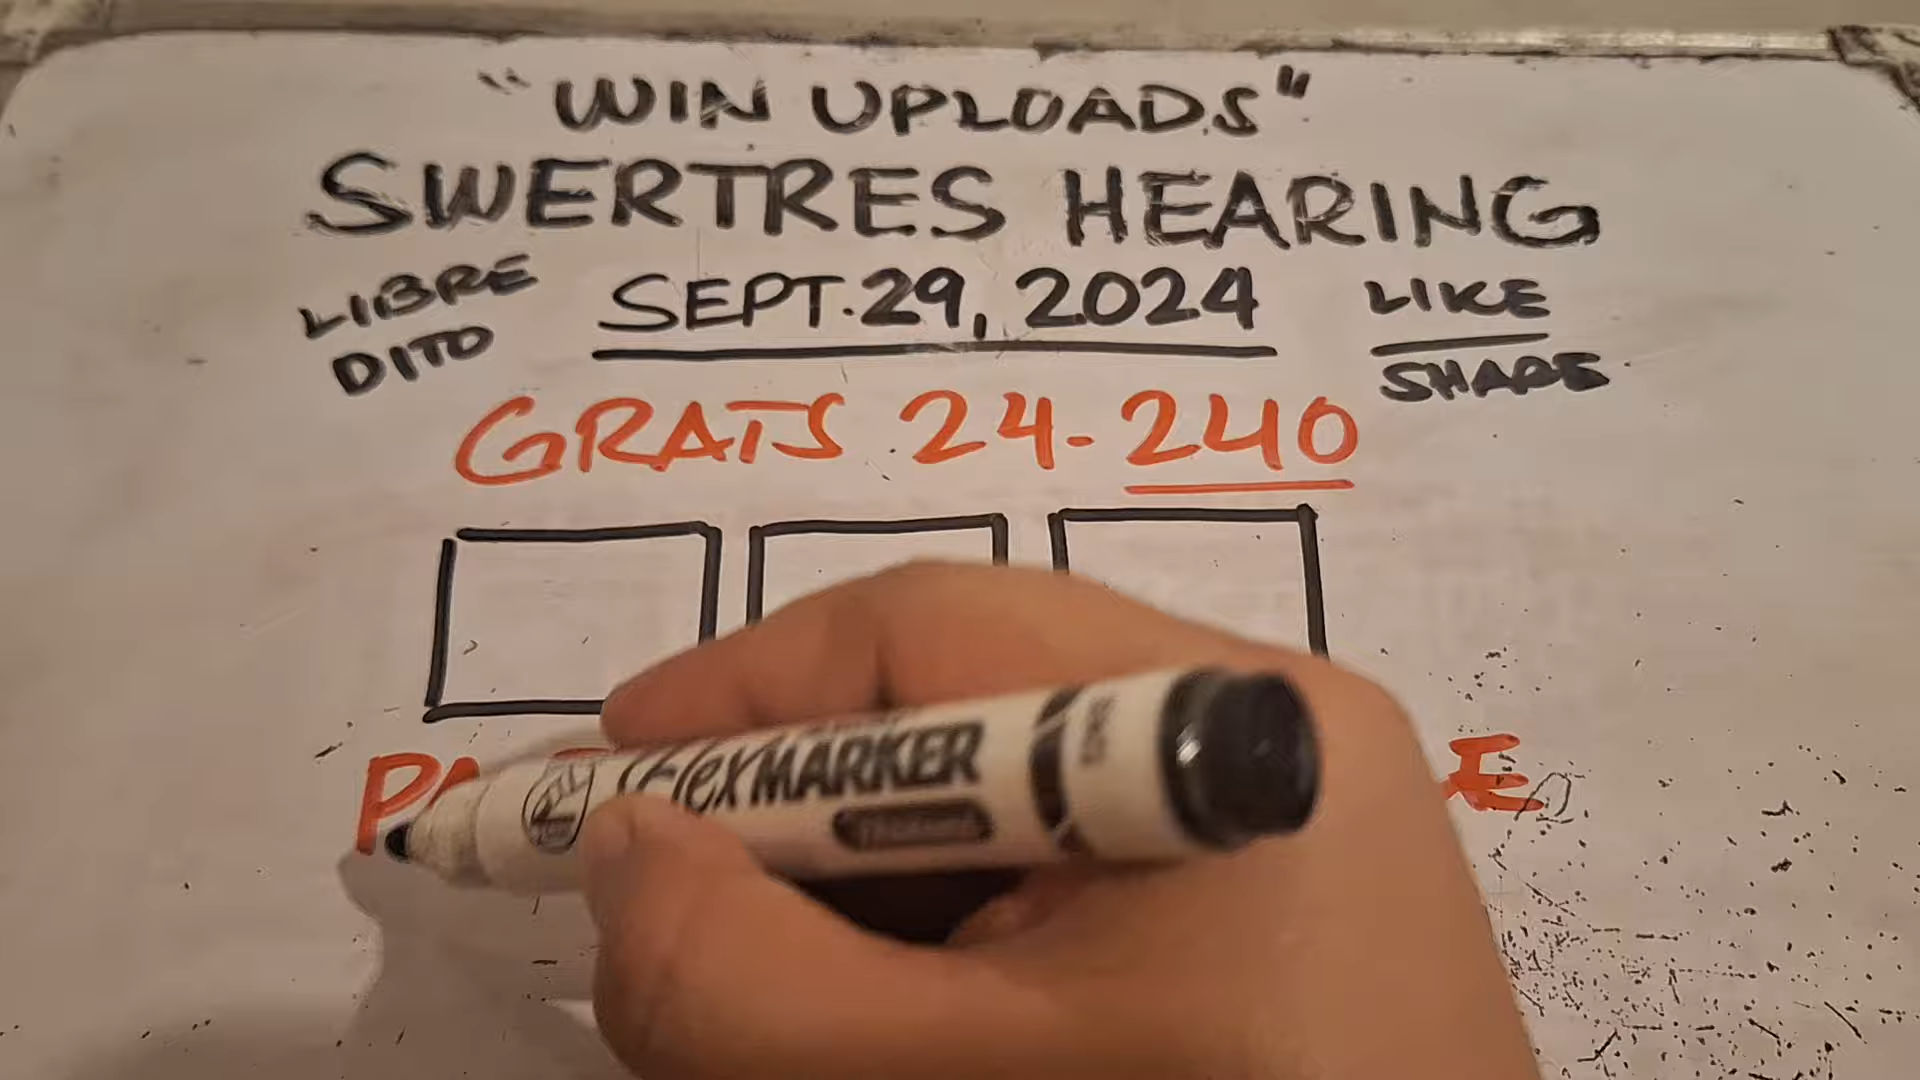 "WIN UPLOADS"
SWERTRES HEARING
LIBRE DITO
SEPT.29, 2024
LIKE
SHARE
GRATS 24-240
FlexMARKER